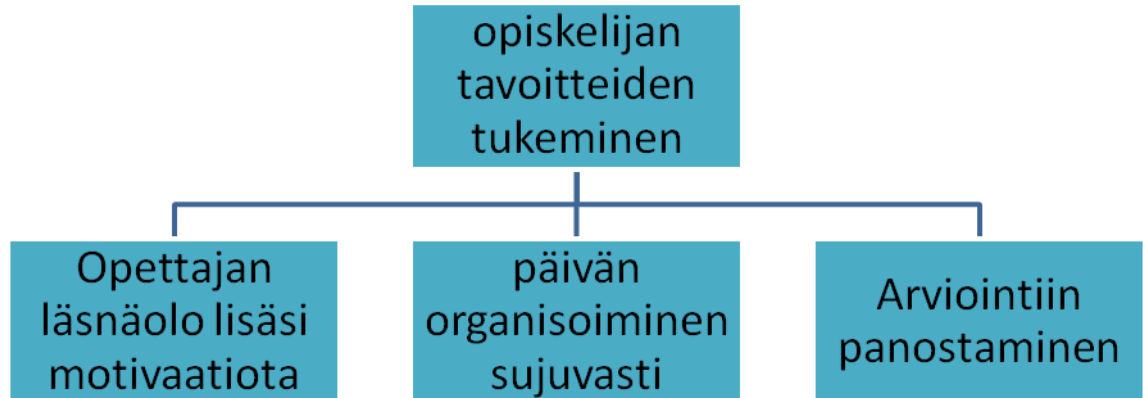 opiskelijan
tavoitteiden
tukeminen
Opettajan
läsnäolo lisäsi
motivaatiota
päivän
organisoiminen
sujuvasti
Arviointiin
panostaminen